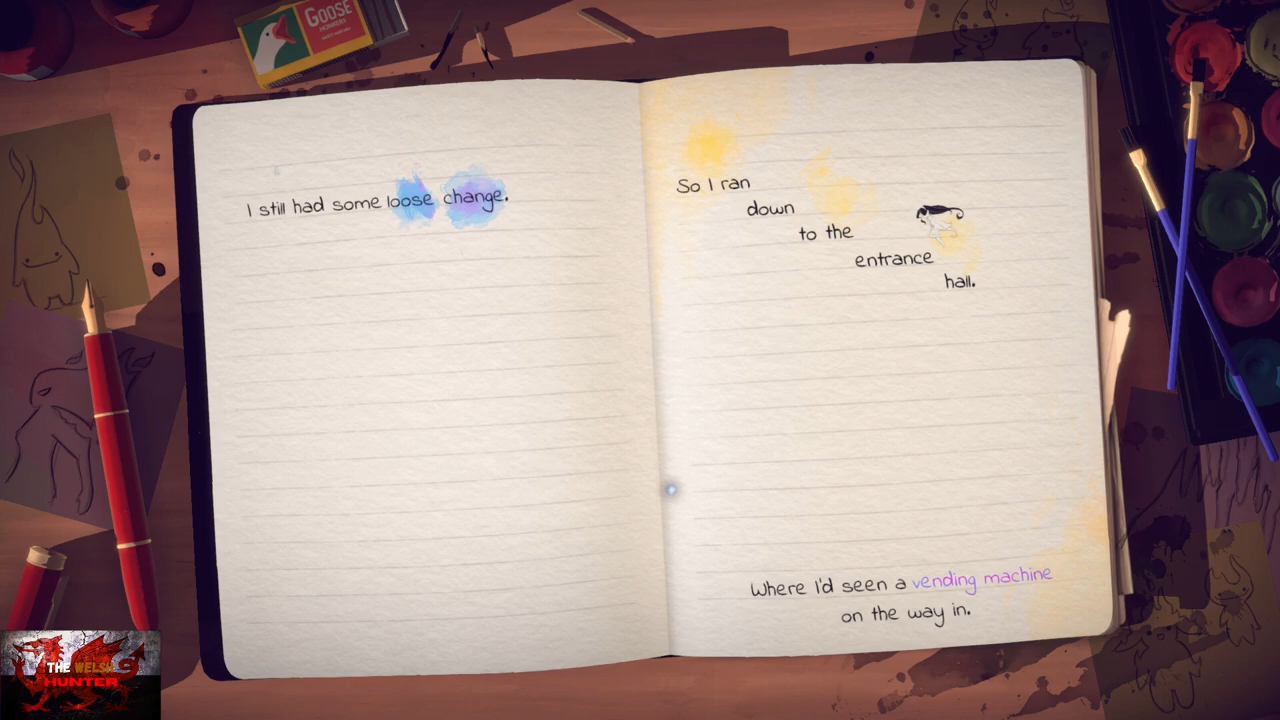 GOOSE
I still had some loose change.
So I ran
down
to the
entrance
hall.
Where I'd seen a vending machine
on the way in.
THE WELSH
HUNTER